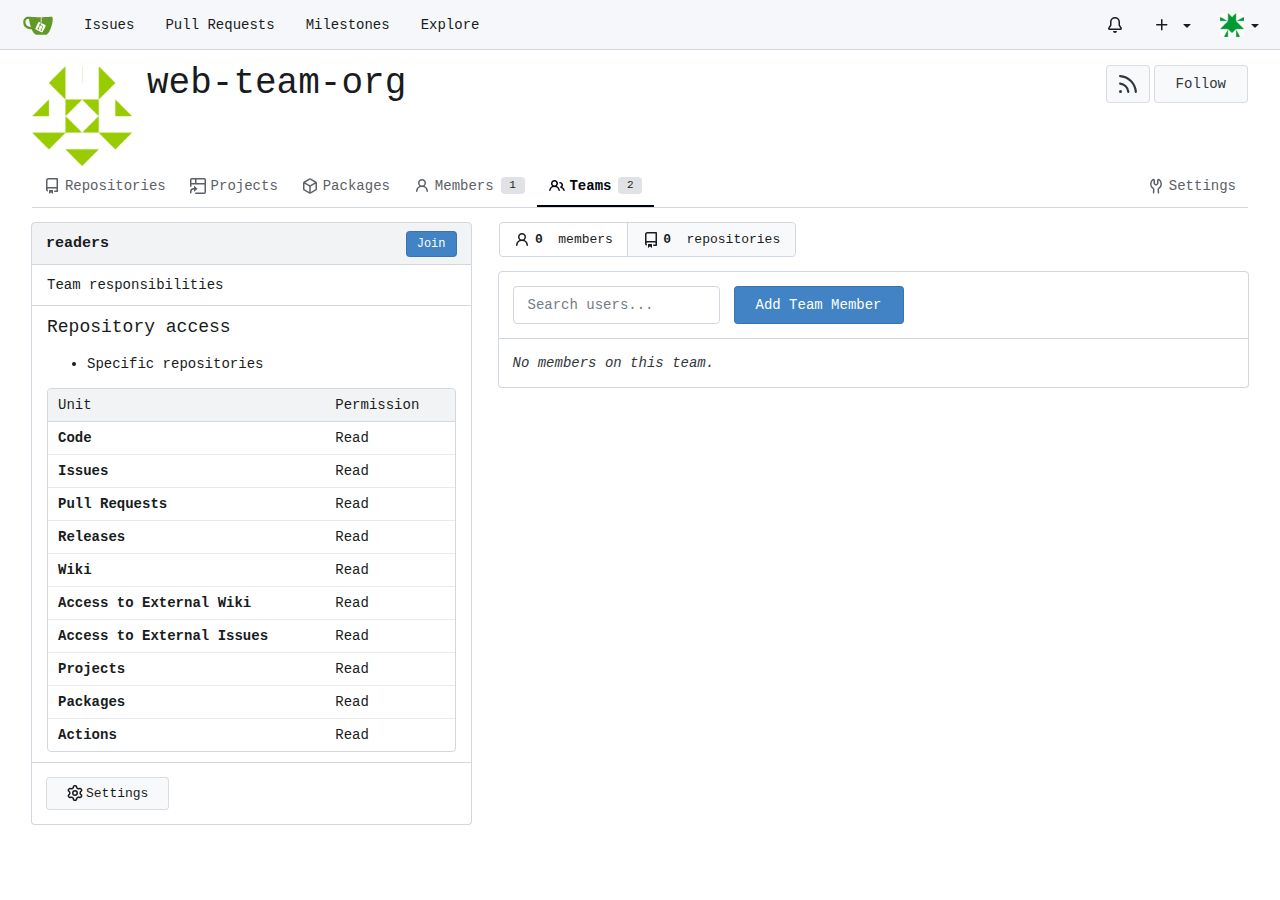 Issues Pull Requests Milestones Explore
web-team-org
Follow
Repositories Projects Packages Members 1 Teams 2 Settings
readers Join
Team responsibilities
Repository access
Specific repositories
Unit Permission
Code Read
Issues Read
Pull Requests Read
Releases Read
Wiki Read
Access to External Wiki Read
Access to External Issues Read
Projects Read
Packages Read
Actions Read
Settings
0 members 0 repositories
Search users... Add Team Member
No members on this team.